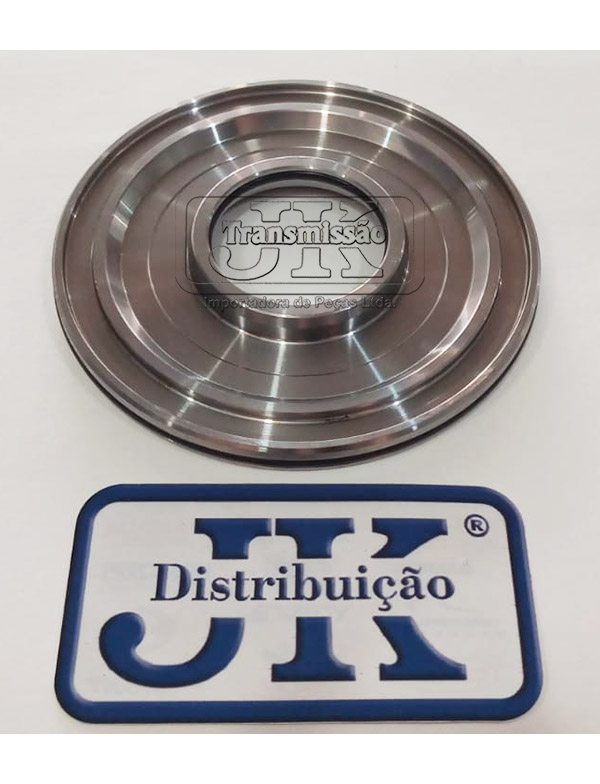 JK
Transmissão
Importadora de Peças Ltda.
JK
®
Distribuição